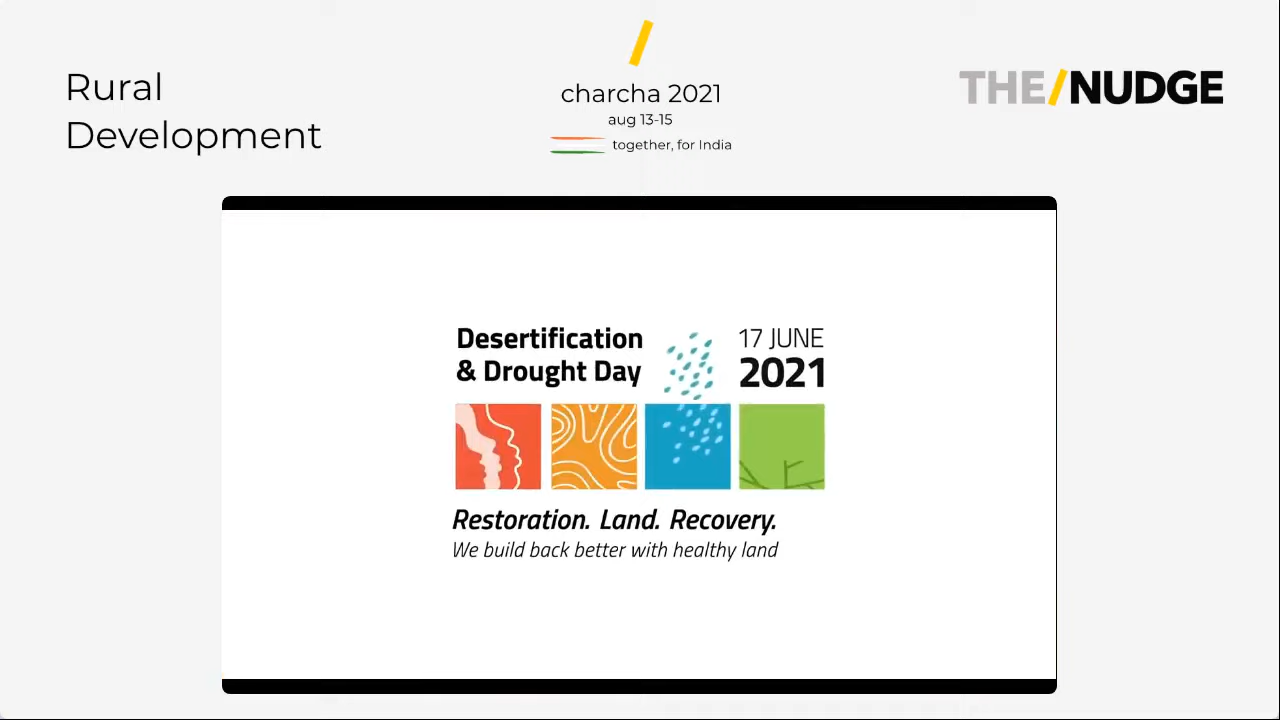 Rural
Development
charcha 2021
aug 13-15
together, for India
THE/NUDGE
Desertification
& Drought Day
17 JUNE
2021
Restoration. Land. Recovery.
We build back better with healthy land